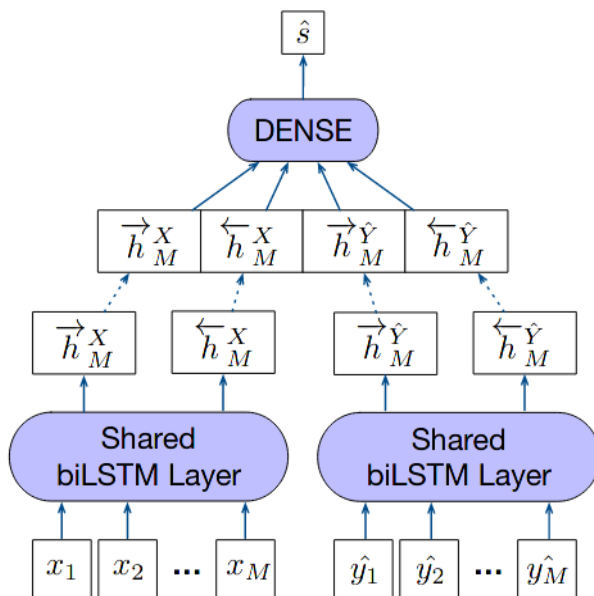 ŝ
DENSE
→h^X_M ←h^X_M →h^Ŷ_M ←h^Ŷ_M
→h^X_M ←h^X_M →h^Ŷ_M ←h^Ŷ_M
Shared Shared
biLSTM Layer biLSTM Layer
x_1 x_2 ... x_M ŷ_1 ŷ_2 ... ŷ_M